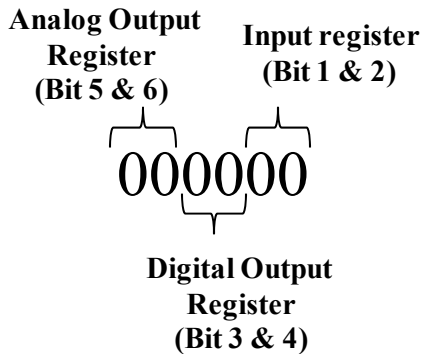 Analog Output
Register
(Bit 5 & 6)
Input register
(Bit 1 & 2)
000000
Digital Output
Register
(Bit 3 & 4)